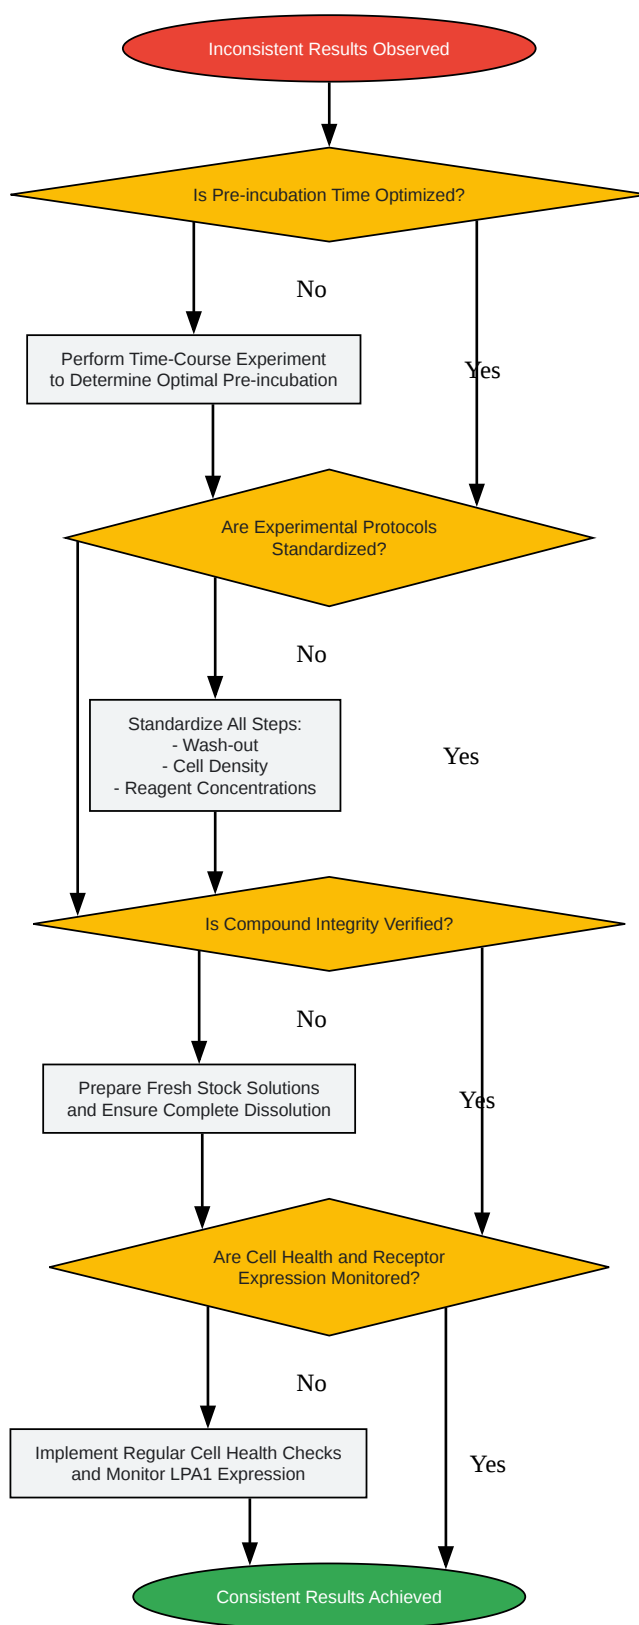 Inconsistent Results Observed
Is Pre-incubation Time Optimized?
No
Perform Time-Course Experiment
to Determine Optimal Pre-incubation
Yes
Are Experimental Protocols
Standardized?
No
Standardize All Steps:
- Wash-out
- Cell Density
- Reagent Concentrations
Yes
Is Compound Integrity Verified?
No
Prepare Fresh Stock Solutions
and Ensure Complete Dissolution
Yes
Are Cell Health and Receptor
Expression Monitored?
No
Implement Regular Cell Health Checks
and Monitor LPA1 Expression
Yes
Consistent Results Achieved